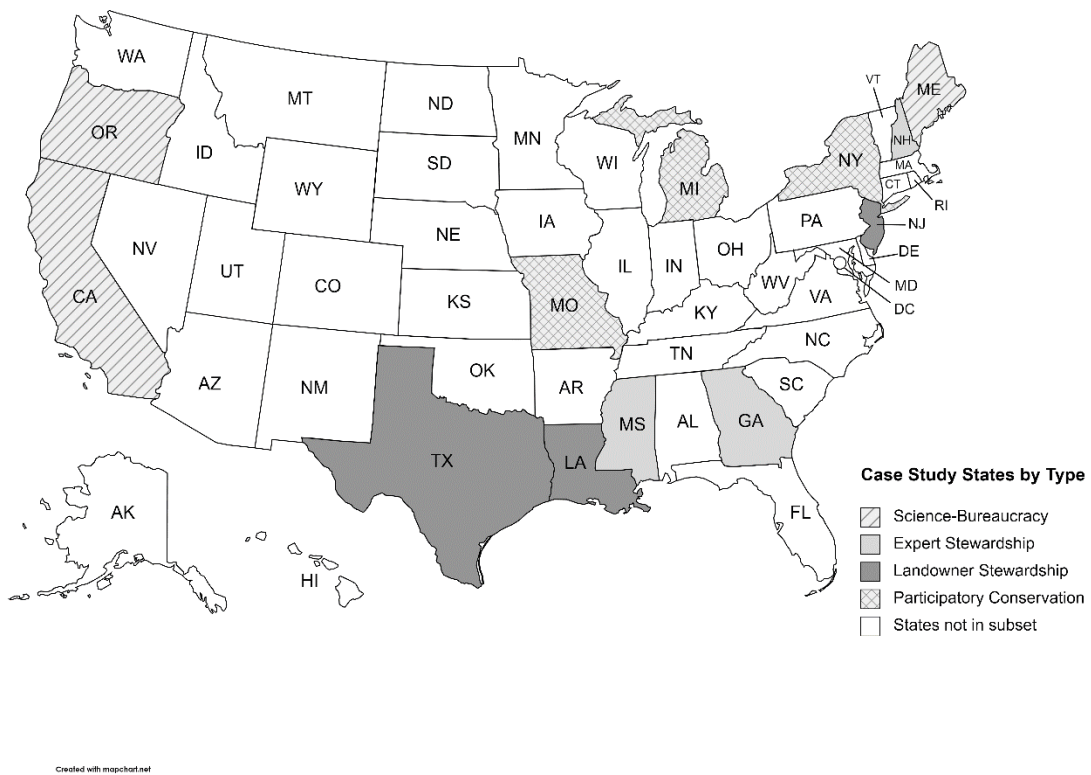 WA
OR
CA
ID
NV
MT
WY
UT
AZ
CO
NM
ND
SD
NE
KS
OK
TX
MN
IA
MO
AR
LA
WI
IL
MI
IN
OH
KY
TN
MS
AL
GA
FL
SC
NC
VA
WV
PA
NY
VT
NH
ME
MA
CT
RI
NJ
DE
MD
DC
AK
HI
Case Study States by Type
Science-Bureaucracy
Expert Stewardship
Landowner Stewardship
Participatory Conservation
States not in subset
Created with mapchart.net